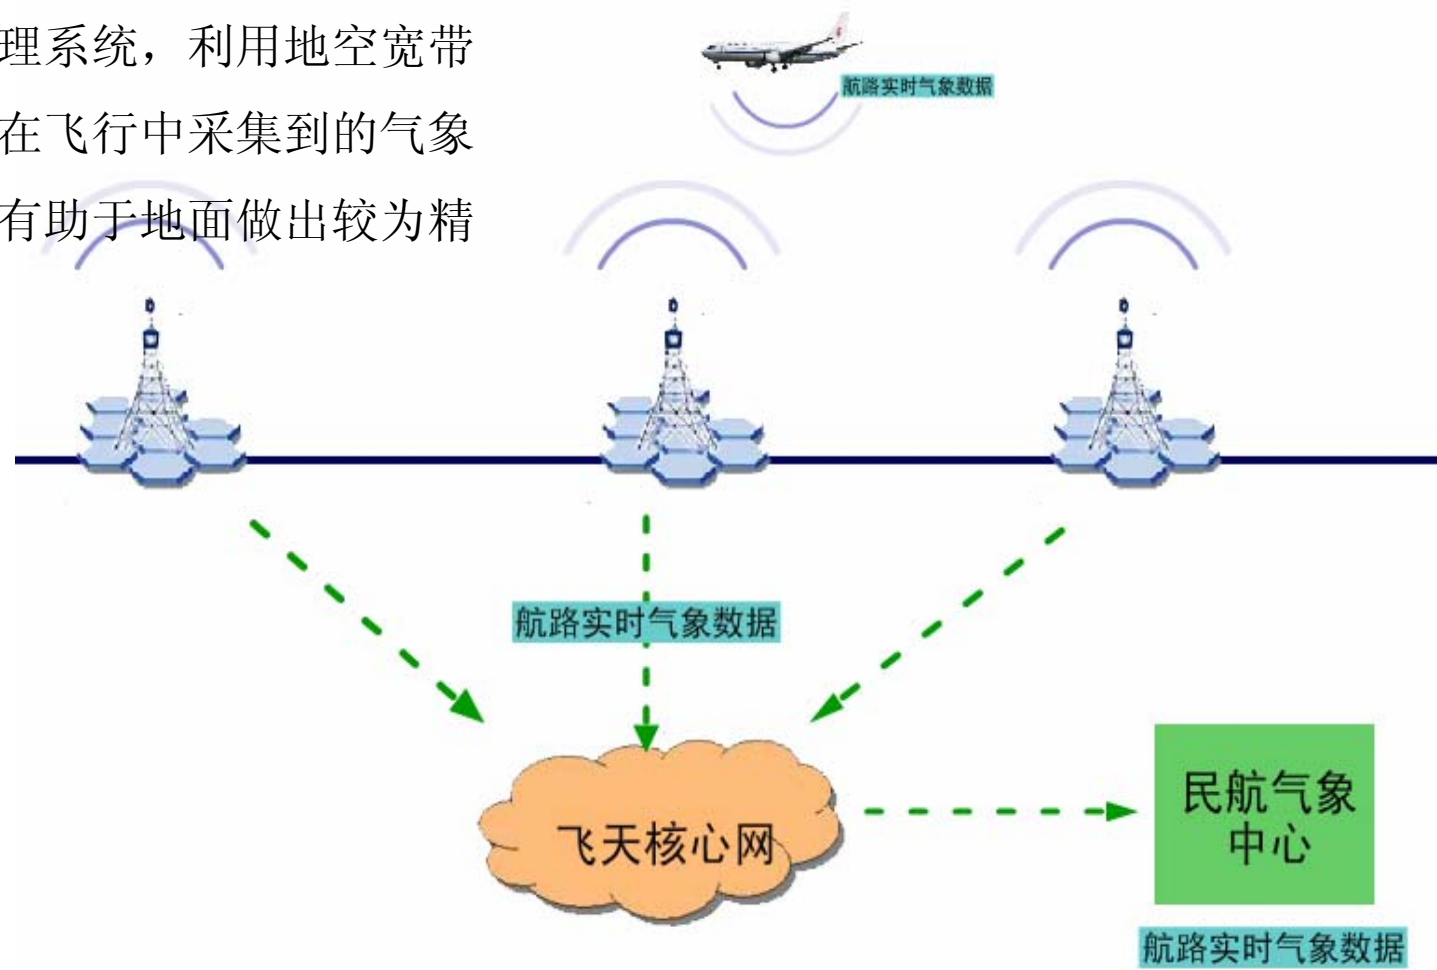 理系统，利用地空宽带
在飞行中采集到的气象
有助于地面做出较为精
航路实时气象数据
航路实时气象数据
飞天核心网
民航气象
中心
航路实时气象数据